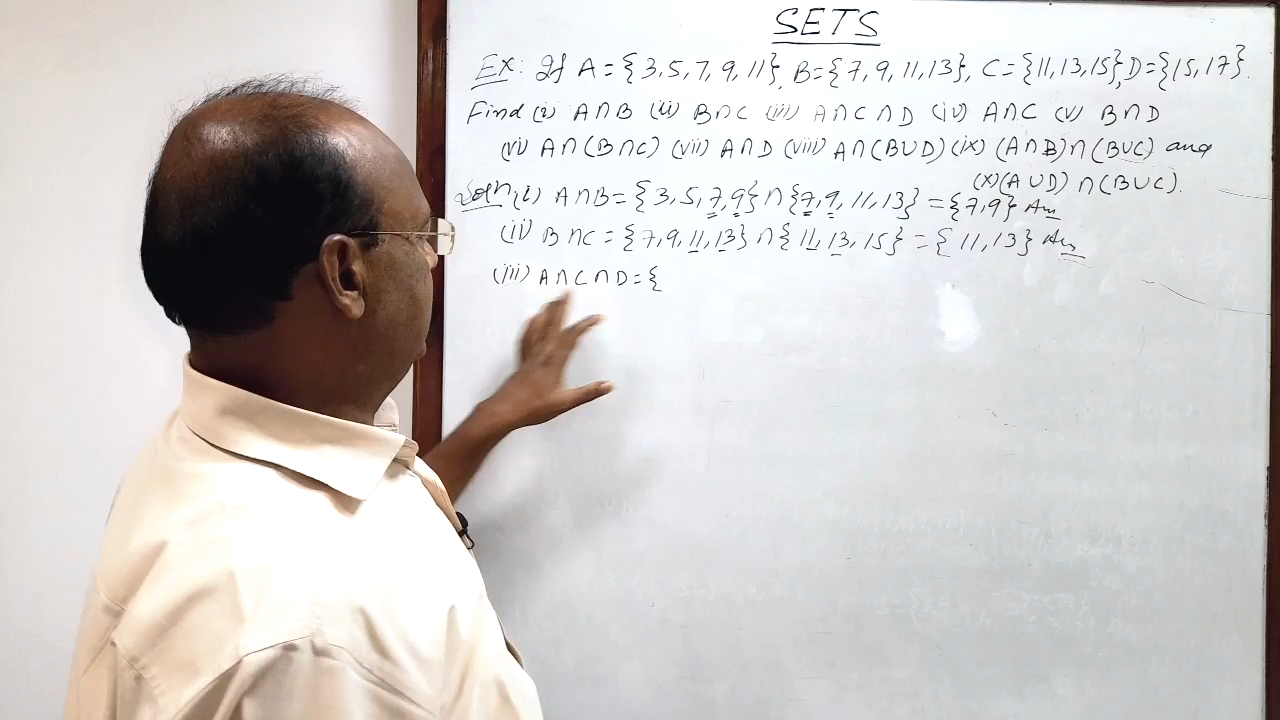 SETS
Ex: If A = {3, 5, 7, 9, 11}, B = {7, 9, 11, 13}, C = {11, 13, 15}, D = {15, 17}.
Find (i) A∩B (ii) B∩C (iii) A∩C∩D (iv) A∩C (v) B∩D
(vi) A∩(B∩C) (vii) A∩D (viii) A∩(B∪D) (ix) (A∩B)∩(B∪C) and
(x) (A∪D)∩(B∪C).
Soln (i) A∩B = {3, 5, 7, 9} ∩ {7, 9, 11, 13} = {7, 9} Ans
(ii) B∩C = {7, 9, 11, 13} ∩ {11, 13, 15} = {11, 13} Ans
(iii) A∩C∩D = {